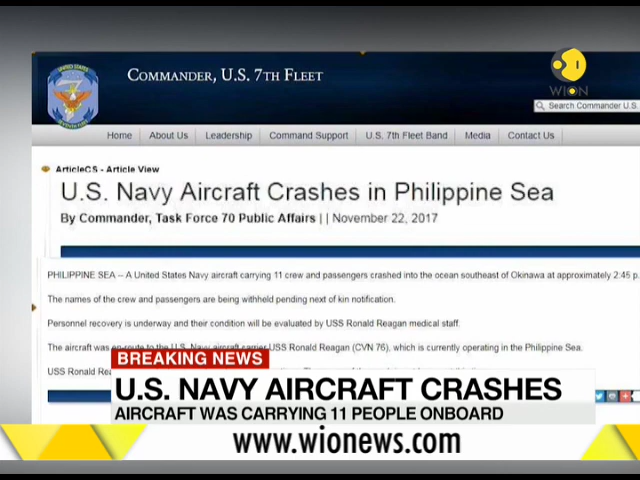 COMMANDER, U.S. 7TH FLEET
WION
Search Commander U.S.
Home About Us Leadership Command Support U.S. 7th Fleet Band Media Contact Us
ArticleCS - Article View
U.S. Navy Aircraft Crashes in Philippine Sea
By Commander, Task Force 70 Public Affairs | | November 22, 2017
PHILIPPINE SEA -- A United States Navy aircraft carrying 11 crew and passengers crashed into the ocean southeast of Okinawa at approximately 2:45 p.
The names of the crew and passengers are being withheld pending next of kin notification.
Personnel recovery is underway and their condition will be evaluated by USS Ronald Reagan medical staff.
The aircraft was en-route to the U.S. Navy aircraft carrier USS Ronald Reagan (CVN 76), which is currently operating in the Philippine Sea.
USS Ronald Rea
BREAKING NEWS
U.S. NAVY AIRCRAFT CRASHES
AIRCRAFT WAS CARRYING 11 PEOPLE ONBOARD
www.wionews.com